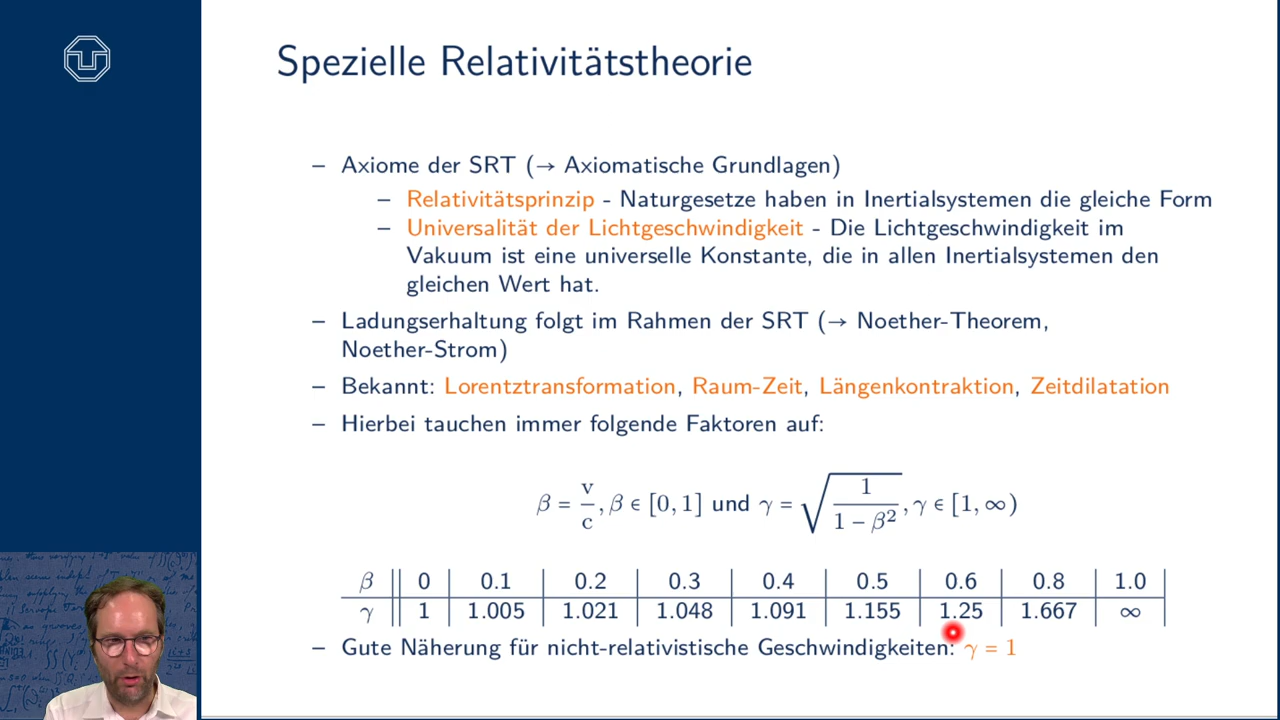 Spezielle Relativitätstheorie
– Axiome der SRT (→ Axiomatische Grundlagen)
– Relativitätsprinzip - Naturgesetze haben in Inertialsystemen die gleiche Form
– Universalität der Lichtgeschwindigkeit - Die Lichtgeschwindigkeit im
Vakuum ist eine universelle Konstante, die in allen Inertialsystemen den
gleichen Wert hat.
– Ladungserhaltung folgt im Rahmen der SRT (→ Noether-Theorem,
Noether-Strom)
– Bekannt: Lorentztransformation, Raum-Zeit, Längenkontraktion, Zeitdilatation
– Hierbei tauchen immer folgende Faktoren auf:
β = v/c, β ∈ [0, 1] und γ = √(1/(1 − β²)), γ ∈ [1, ∞)
β 0 0.1 0.2 0.3 0.4 0.5 0.6 0.8 1.0
γ 1 1.005 1.021 1.048 1.091 1.155 1.25 1.667 ∞
– Gute Näherung für nicht-relativistische Geschwindigkeiten: γ = 1